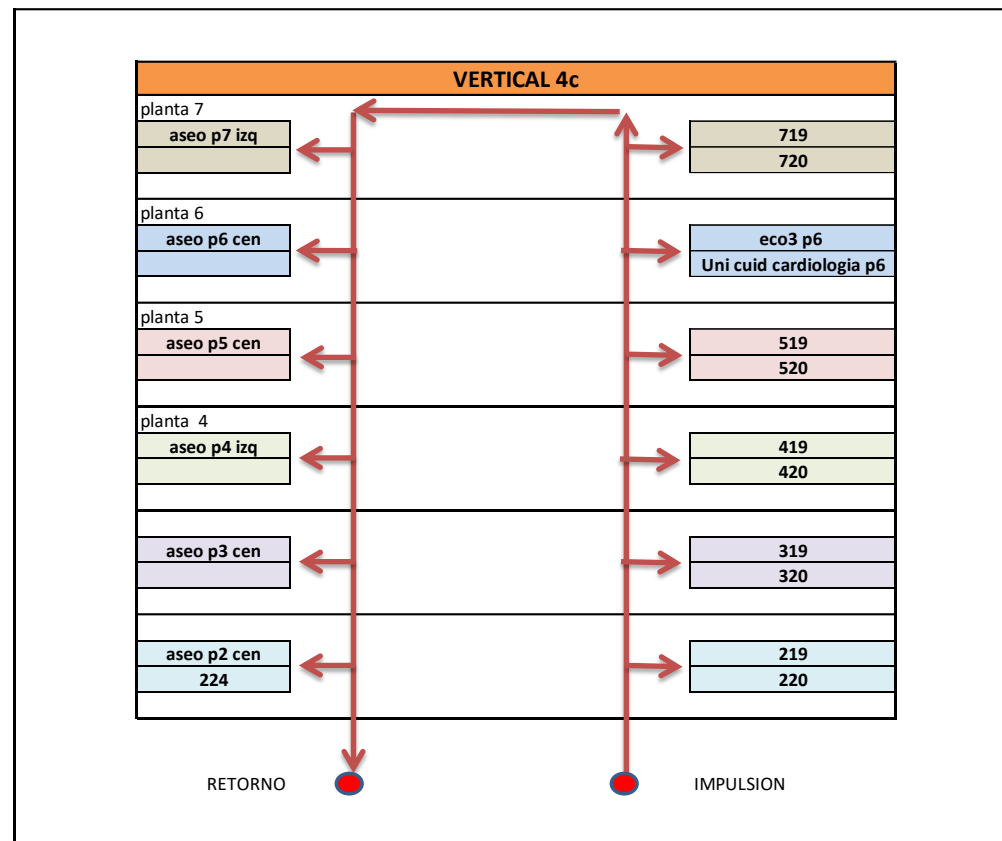 VERTICAL 4c
planta 7
aseo p7 izq
719
720
planta 6
aseo p6 cen
eco3 p6
Uni cuid cardiologia p6
planta 5
aseo p5 cen
519
520
planta  4
aseo p4 izq
419
420
aseo p3 cen
319
320
aseo p2 cen
219
224
220
RETORNO
IMPULSION